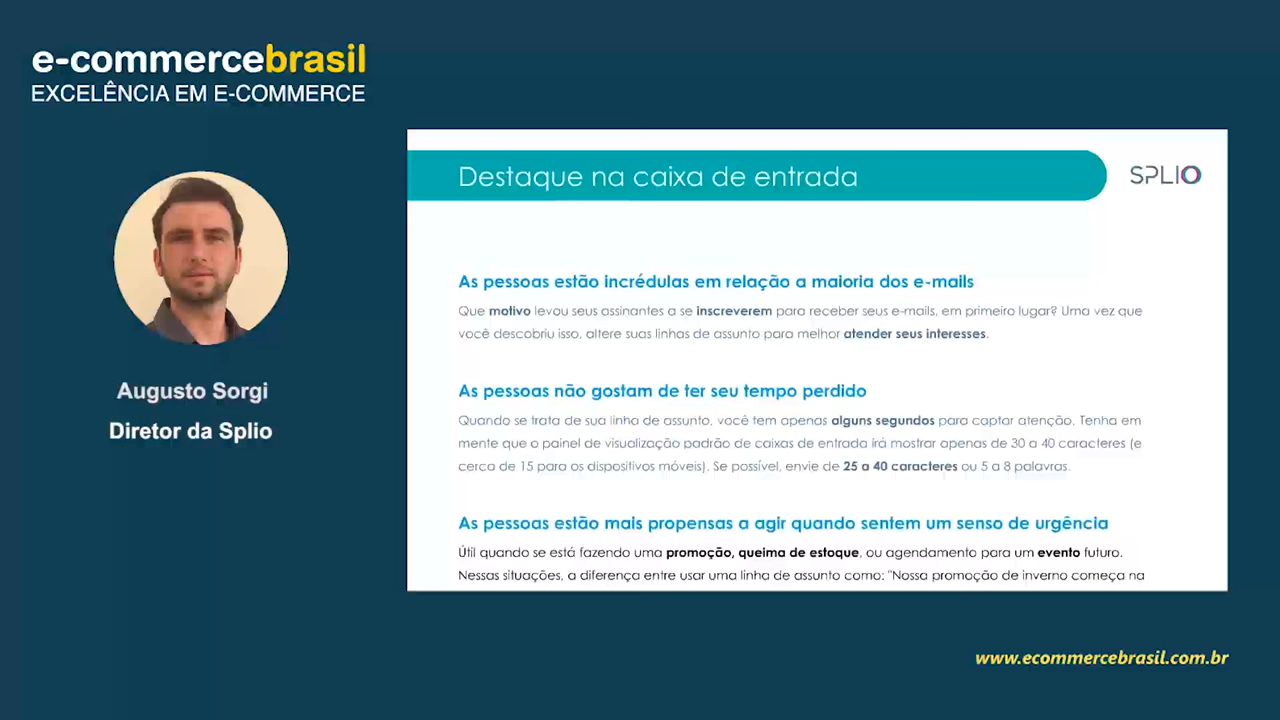 e-commercebrasil
EXCELÊNCIA EM E-COMMERCE
Augusto Sorgi
Diretor da Splio
Destaque na caixa de entrada
SPLIO
As pessoas estão incrédulas em relação a maioria dos e-mails
Que motivo levou seus assinantes a se inscreverem para receber seus e-mails, em primeiro lugar? Uma vez que
você descobriu isso, altere suas linhas de assunto para melhor atender seus interesses.
As pessoas não gostam de ter seu tempo perdido
Quando se trata de sua linha de assunto, você tem apenas alguns segundos para captar atenção. Tenha em
mente que o painel de visualização padrão de caixas de entrada irá mostrar apenas de 30 a 40 caracteres (e
cerca de 15 para os dispositivos móveis). Se possível, envie de 25 a 40 caracteres ou 5 a 8 palavras.
As pessoas estão mais propensas a agir quando sentem um senso de urgência
Útil quando se está fazendo uma promoção, queima de estoque, ou agendamento para um evento futuro.
Nessas situações, a diferença entre usar uma linha de assunto como: "Nossa promoção de inverno começa na
www.ecommercebrasil.com.br